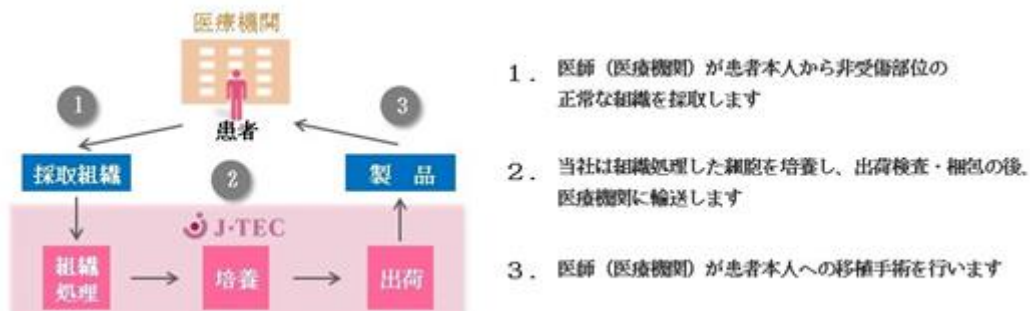 医療機関
患者
1
3
採取組織
2
製 品
J-TEC
組織
処理
培養
出荷
1. 医師(医療機関)が患者本人から非受傷部位の
正常な組織を採取します
2. 当社は組織処理した細胞を培養し、出荷検査・梱包の後、
医療機関に輸送します
3. 医師(医療機関)が患者本人への移植手術を行います